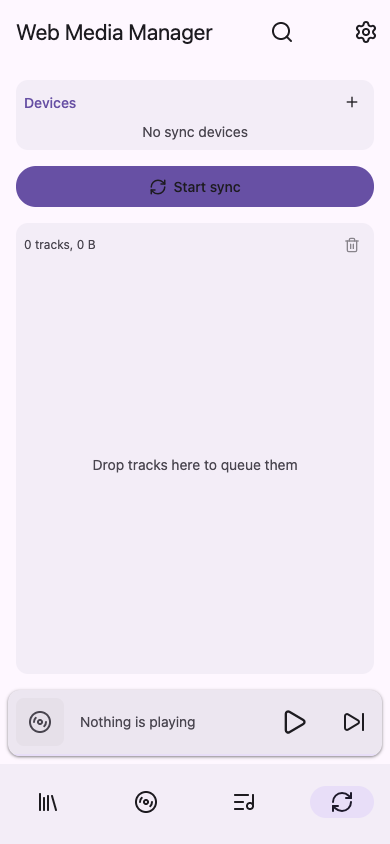 Web Media Manager
Devices
No sync devices
Start sync
0 tracks, 0 B
Drop tracks here to queue them
Nothing is playing